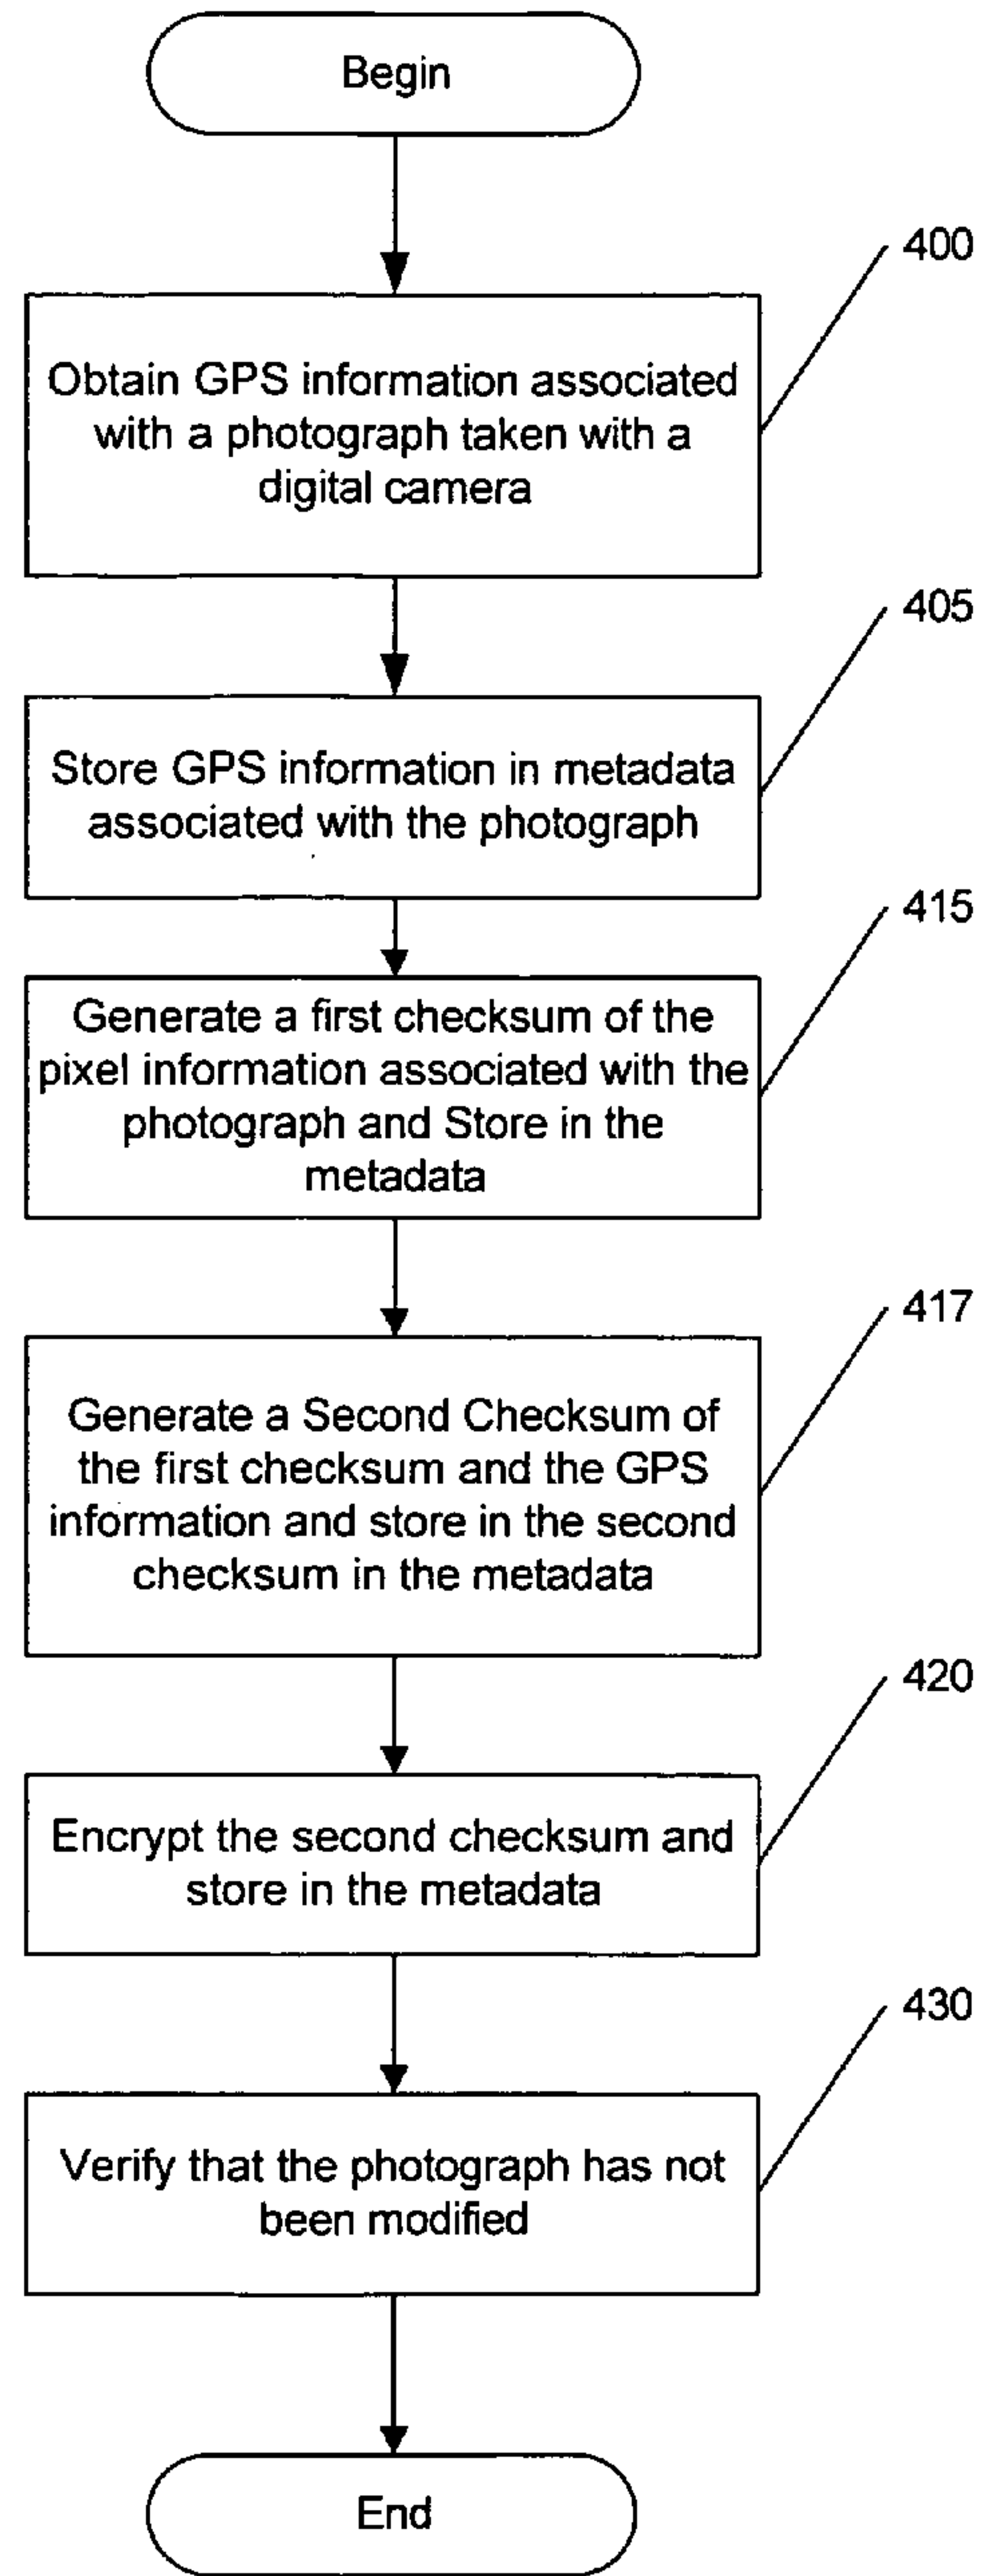 Begin
400
Obtain GPS information associated
with a photograph taken with a
digital camera
405
Store GPS information in metadata
associated with the photograph
415
Generate a first checksum of the
pixel information associated with the
photograph and Store in the
metadata
417
Generate a Second Checksum of
the first checksum and the GPS
information and store in the second
checksum in the metadata
420
Encrypt the second checksum and
store in the metadata
430
Verify that the photograph has not
been modified
End